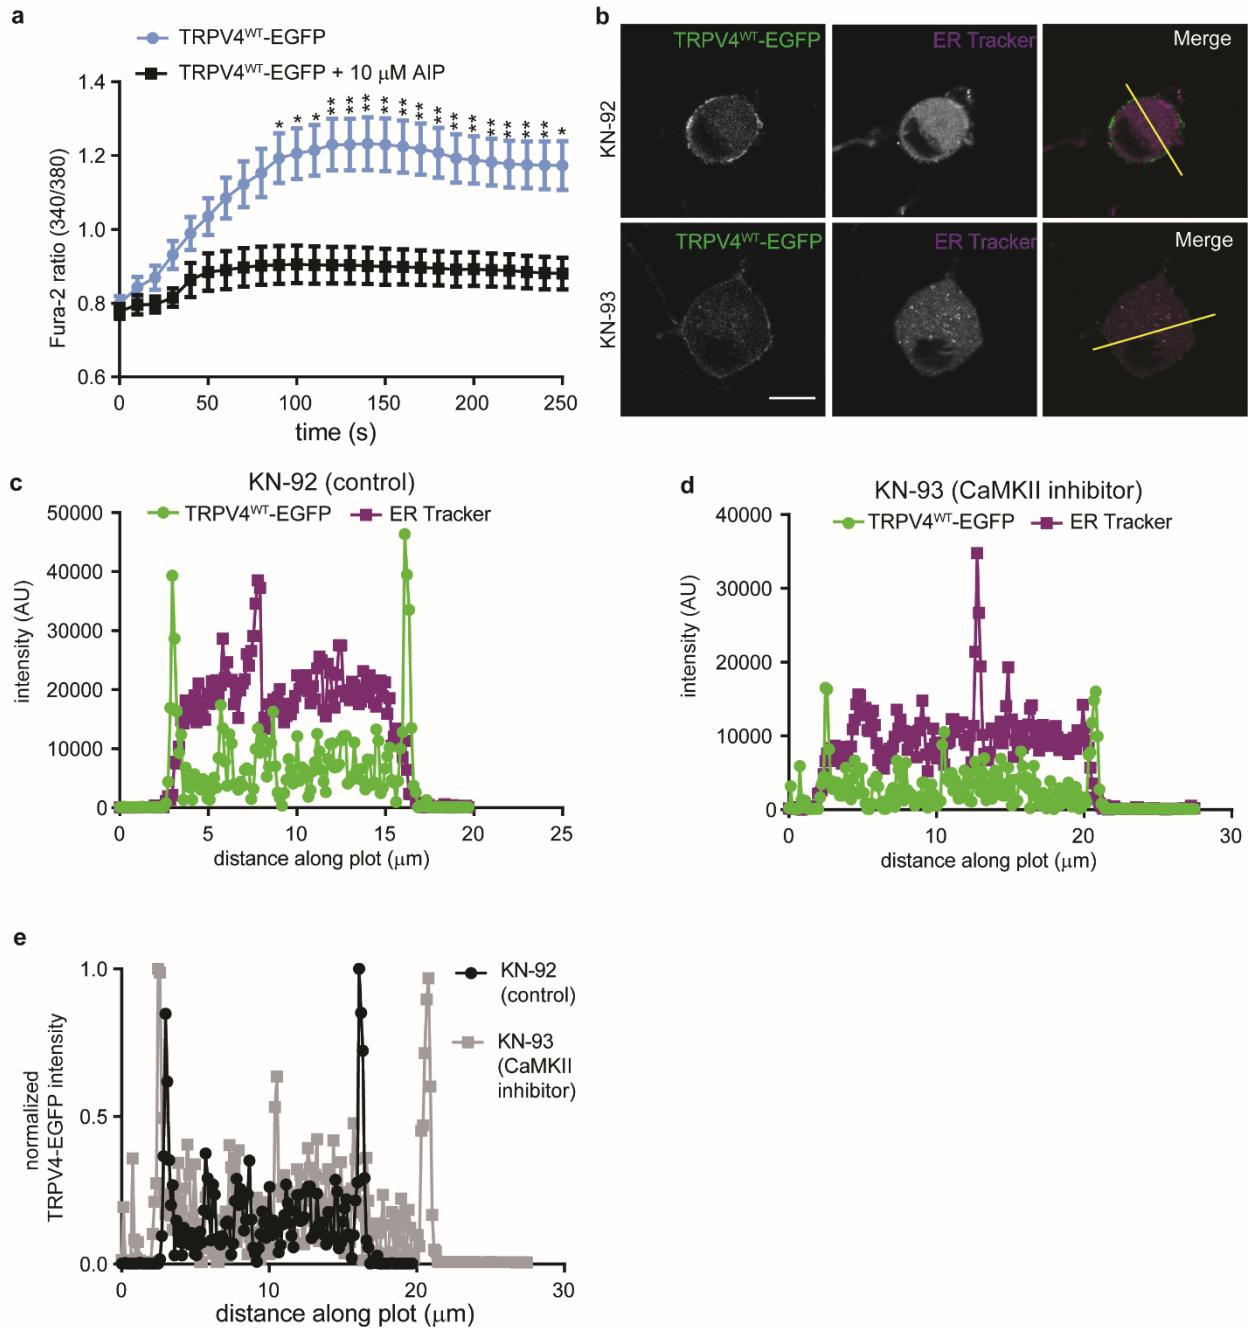 a
TRPV4WT-EGFP
TRPV4WT-EGFP + 10 μM AIP
1.4
1.2
1.0
0.8
0.6
Fura-2 ratio (340/380)
* * * ** ** ** ** ** ** ** ** ** ** ** ** ** *
0 50 100 150 200 250
time (s)
b
TRPV4WT-EGFP ER Tracker Merge
KN-92
TRPV4WT-EGFP ER Tracker Merge
KN-93
c
KN-92 (control)
TRPV4WT-EGFP ER Tracker
50000
40000
30000
20000
10000
0
intensity (AU)
0 5 10 15 20 25
distance along plot (μm)
d
KN-93 (CaMKII inhibitor)
TRPV4WT-EGFP ER Tracker
40000
30000
20000
10000
0
intensity (AU)
0 10 20 30
distance along plot (μm)
e
KN-92
(control)
KN-93
(CaMKII
inhibitor)
1.0
0.5
0.0
normalized
TRPV4-EGFP intensity
0 10 20 30
distance along plot (μm)